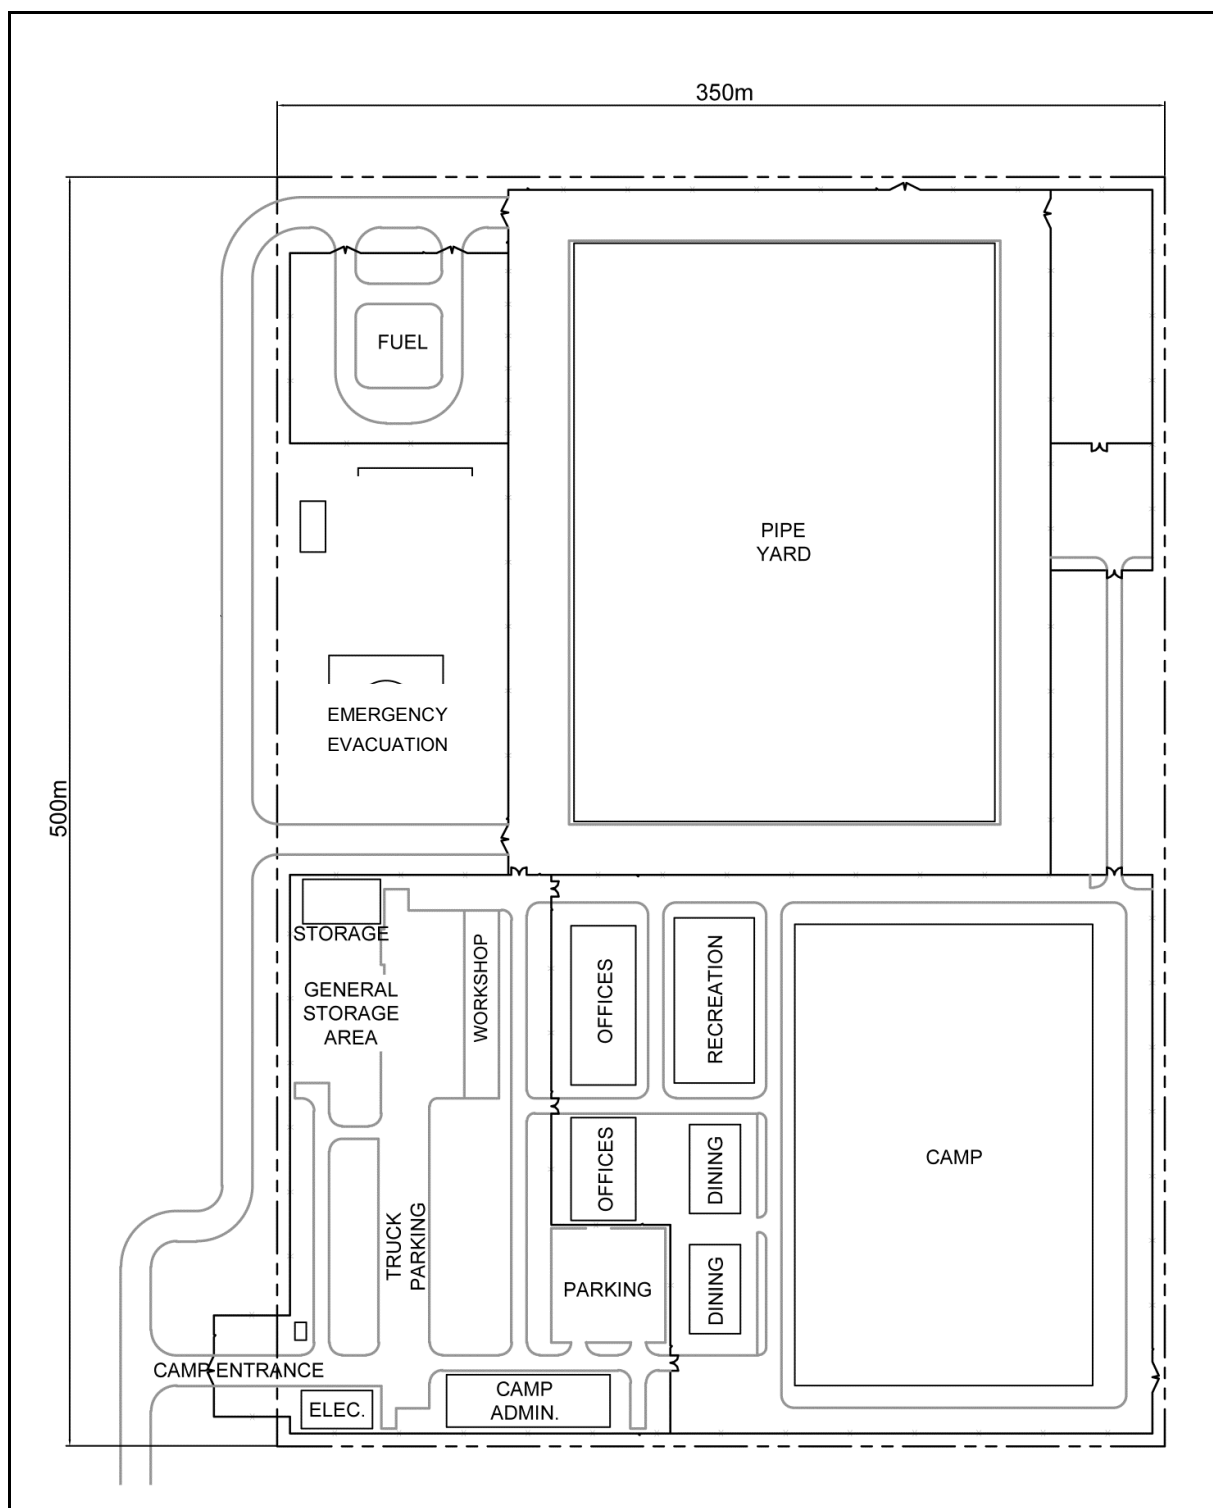 350m
500m
FUEL
PIPE
YARD
EMERGENCY
EVACUATION
STORAGE
GENERAL
STORAGE
AREA
WORKSHOP
OFFICES
RECREATION
OFFICES
DINING
CAMP
TRUCK
PARKING
PARKING
DINING
CAMP ENTRANCE
ELEC.
CAMP
ADMIN.